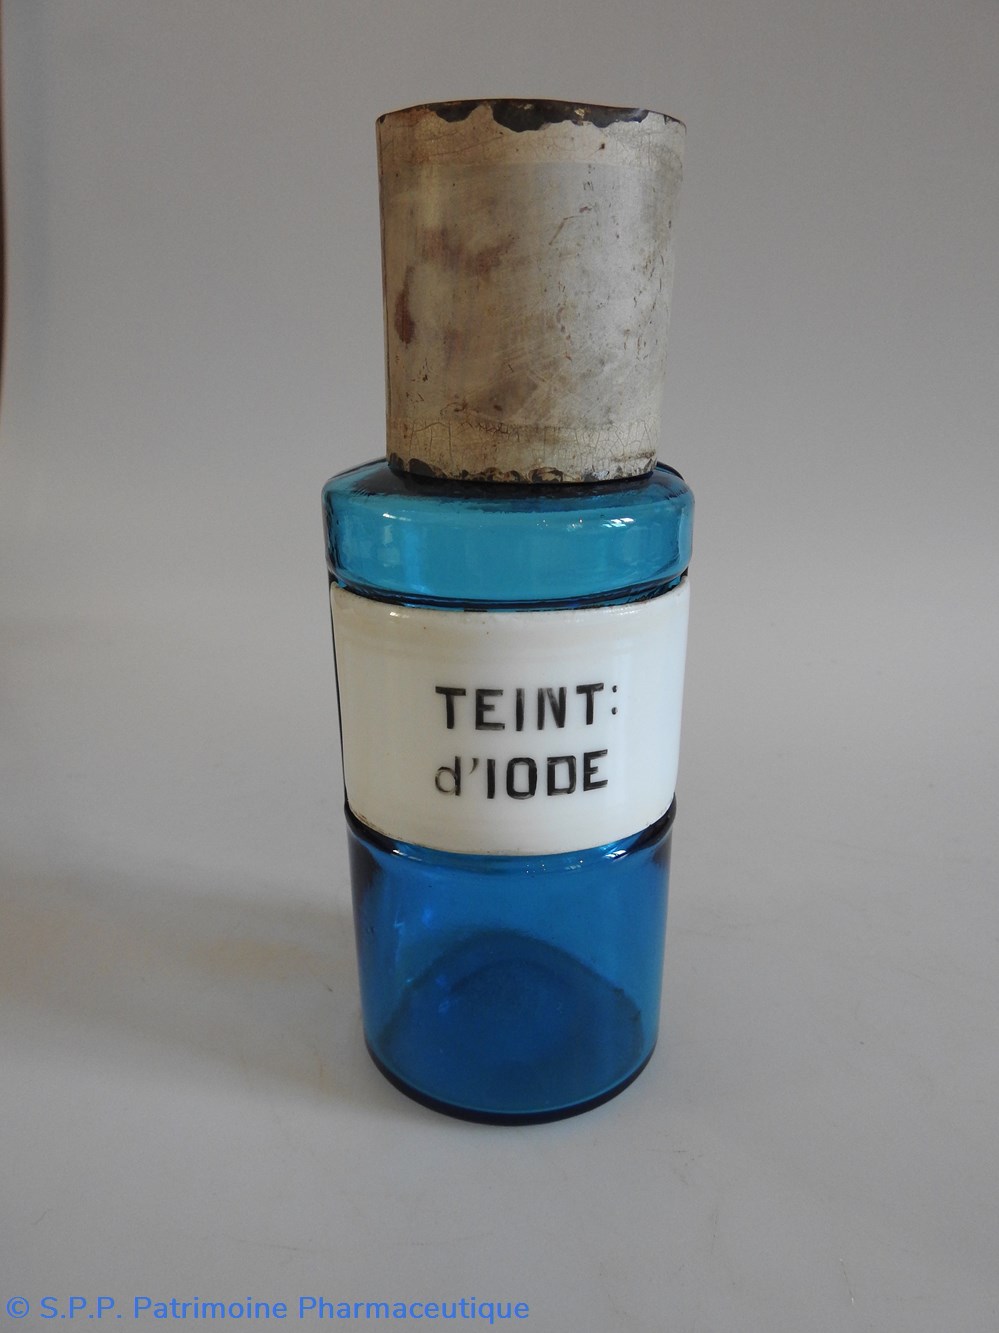 TEINT:
d'IODE
© S.P.P. Patrimoine Pharmaceutique